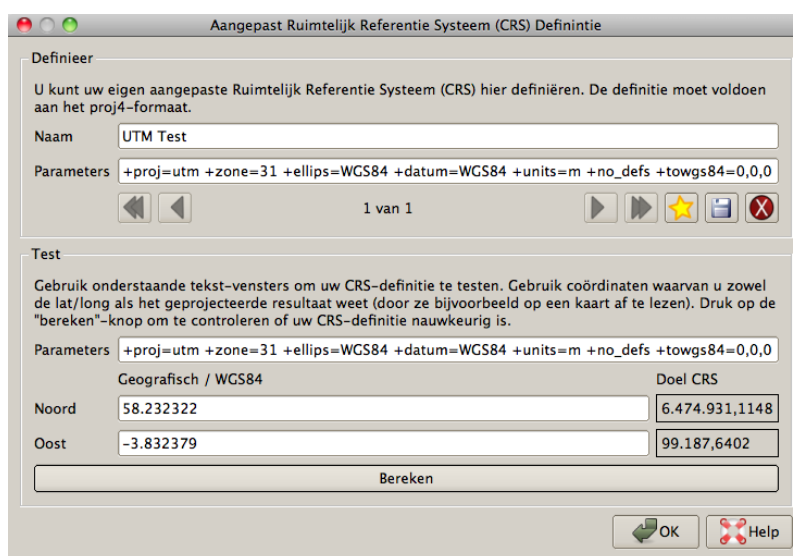 Aangepast Ruimtelijk Referentie Systeem (CRS) Definintie
Definieer
U kunt uw eigen aangepaste Ruimtelijk Referentie Systeem (CRS) hier definiëren. De definitie moet voldoen
aan het proj4-formaat.
Naam UTM Test
Parameters +proj=utm +zone=31 +ellips=WGS84 +datum=WGS84 +units=m +no_defs +towgs84=0,0,0
1 van 1
Test
Gebruik onderstaande tekst-vensters om uw CRS-definitie te testen. Gebruik coördinaten waarvan u zowel
de lat/long als het geprojecteerde resultaat weet (door ze bijvoorbeeld op een kaart af te lezen). Druk op de
"bereken"-knop om te controleren of uw CRS-definitie nauwkeurig is.
Parameters +proj=utm +zone=31 +ellips=WGS84 +datum=WGS84 +units=m +no_defs +towgs84=0,0,0
Geografisch / WGS84 Doel CRS
Noord 58.232322 6.474.931,1148
Oost -3.832379 99.187,6402
Bereken
OK Help